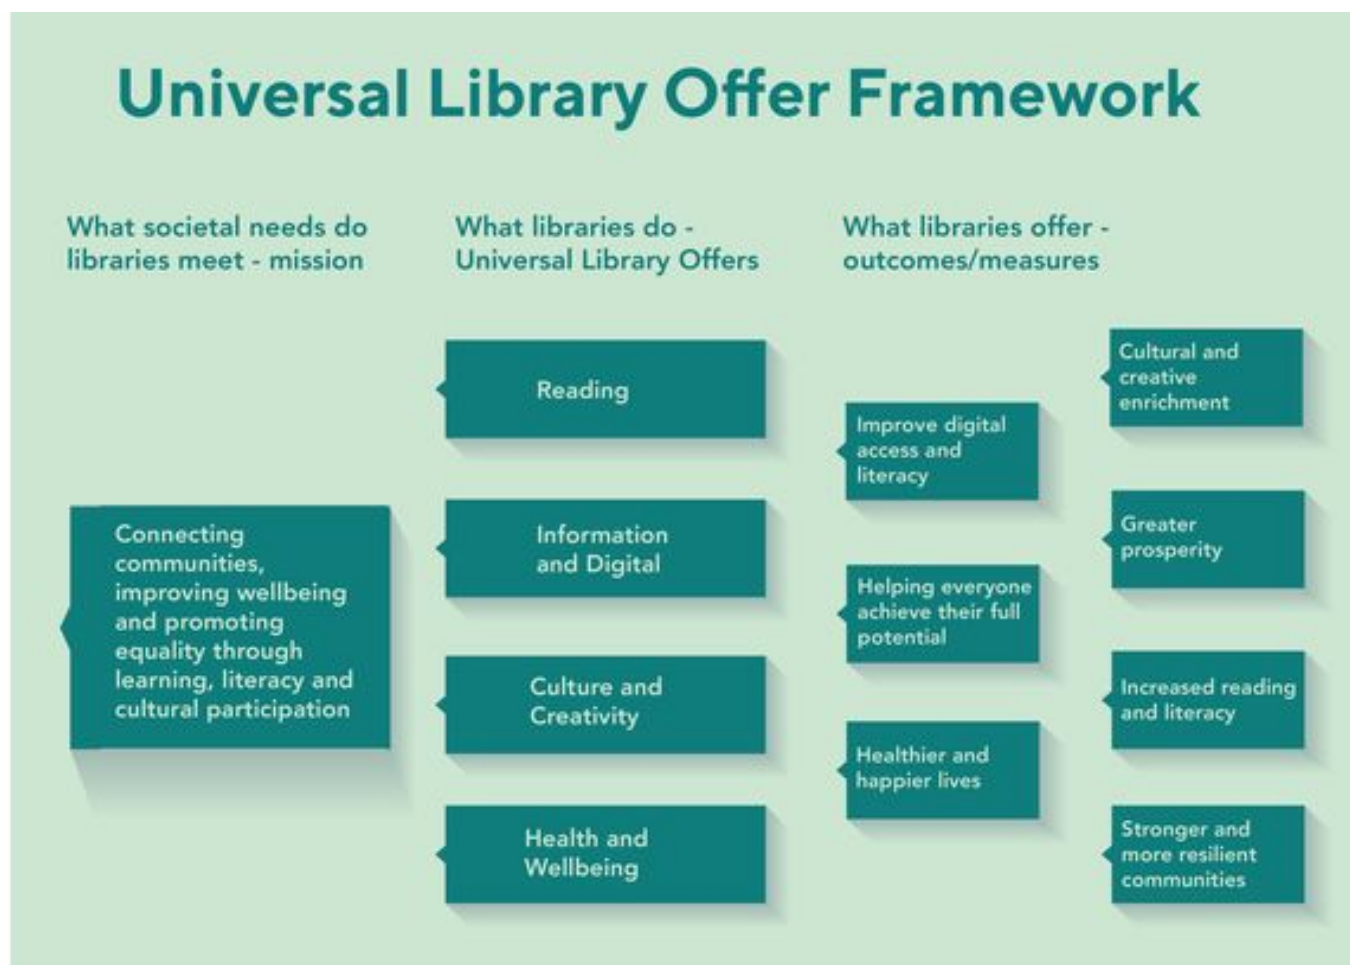 Universal Library Offer Framework
What societal needs do
libraries meet - mission
What libraries do -
Universal Library Offers
What libraries offer -
outcomes/measures
Connecting
communities,
improving wellbeing
and promoting
equality through
learning, literacy and
cultural participation
Reading
Information
and Digital
Culture and
Creativity
Health and
Wellbeing
Improve digital
access and
literacy
Helping everyone
achieve their full
potential
Healthier and
happier lives
Cultural and
creative
enrichment
Greater
prosperity
Increased reading
and literacy
Stronger and
more resilient
communities